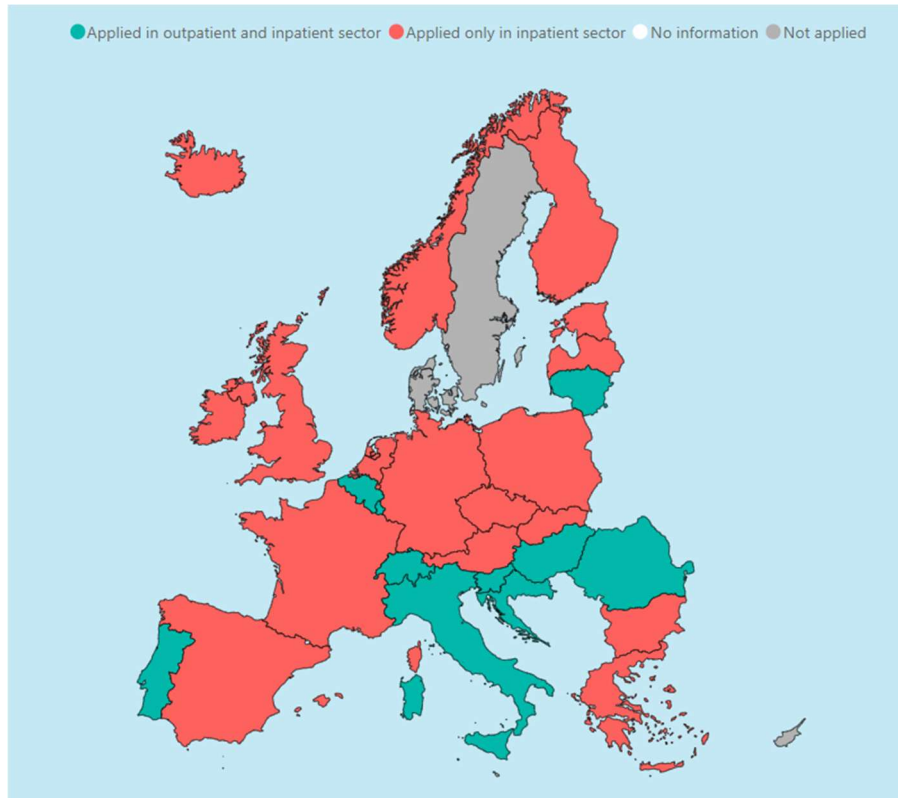 Applied in outpatient and inpatient sector Applied only in inpatient sector No information Not applied